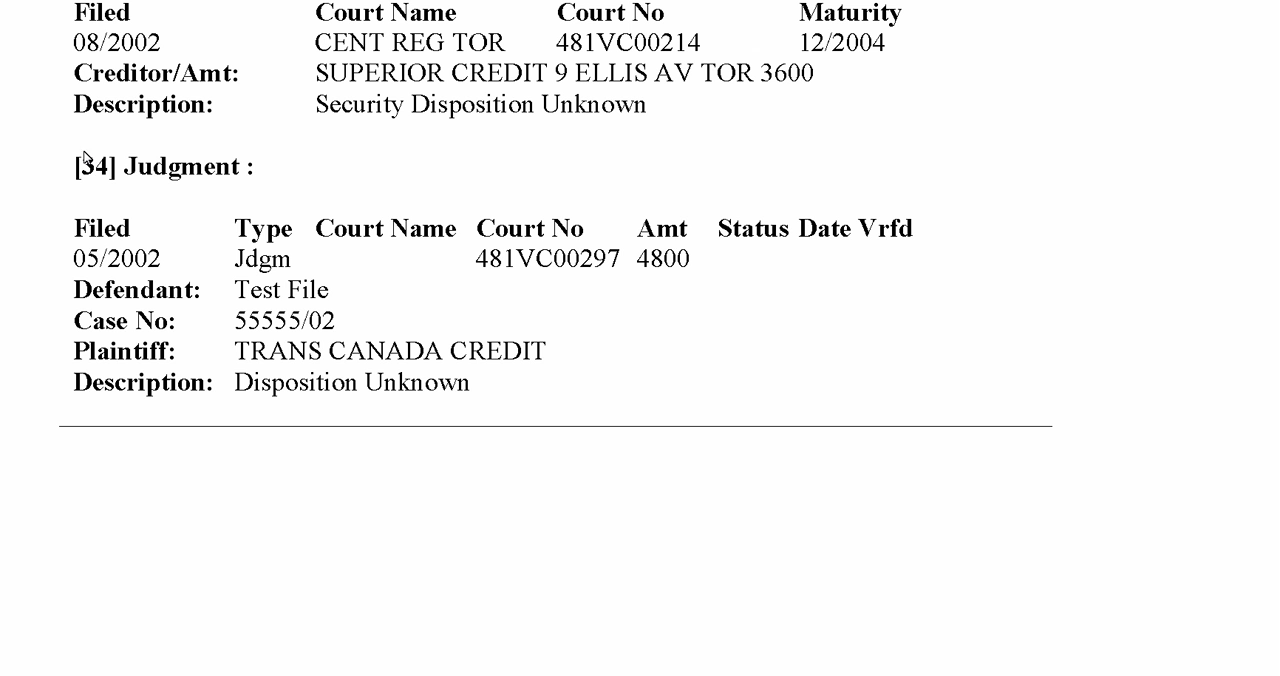 Filed Court Name Court No Maturity
08/2002 CENT REG TOR 481VC00214 12/2004
Creditor/Amt: SUPERIOR CREDIT 9 ELLIS AV TOR 3600
Description: Security Disposition Unknown
[34] Judgment :
Filed Type Court Name Court No Amt Status Date Vrfd
05/2002 Jdgm 481VC00297 4800
Defendant: Test File
Case No: 55555/02
Plaintiff: TRANS CANADA CREDIT
Description: Disposition Unknown